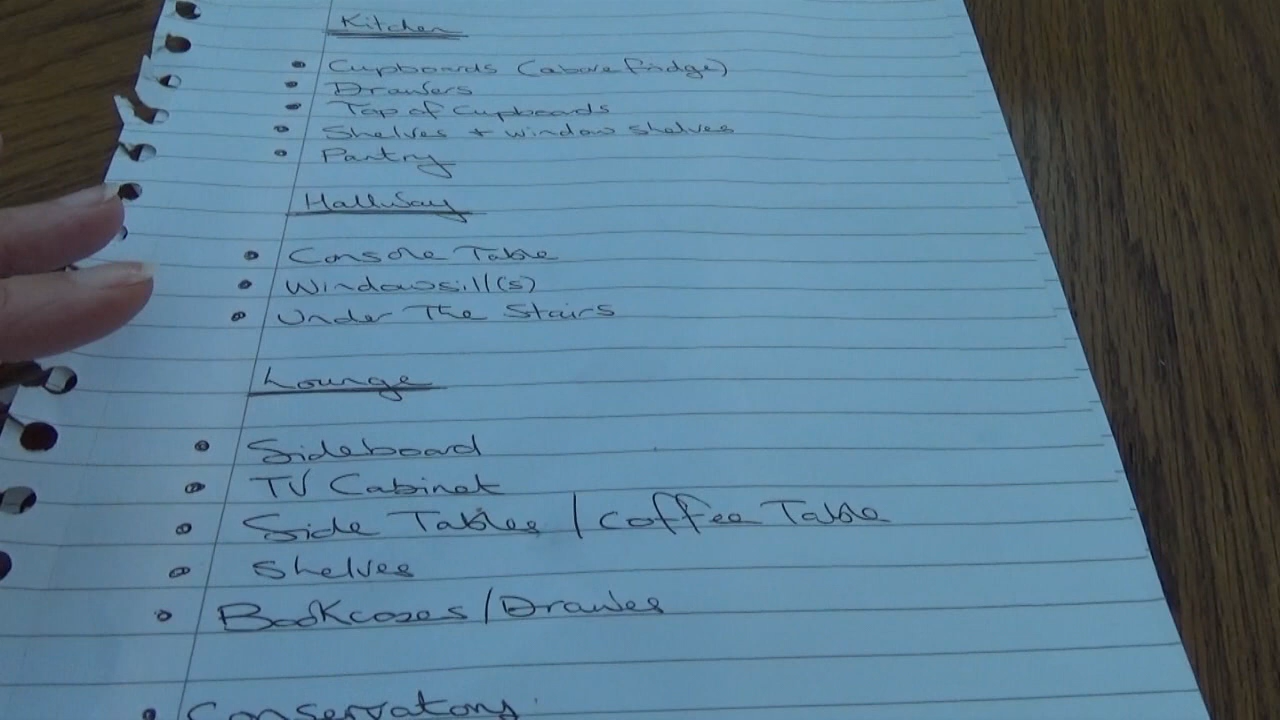 Kitchen
• Cupboards (above fridge)
• Drawers
• Top of Cupboards
• Shelves + window shelves
• Pantry
Hallway
• Console Table
• Windowsill(s)
• Under The Stairs
Lounge
• Sideboard
• TV Cabinet
• Side Tables / Coffee Table
• Shelves
• Bookcases / Drawes
• Conservatory